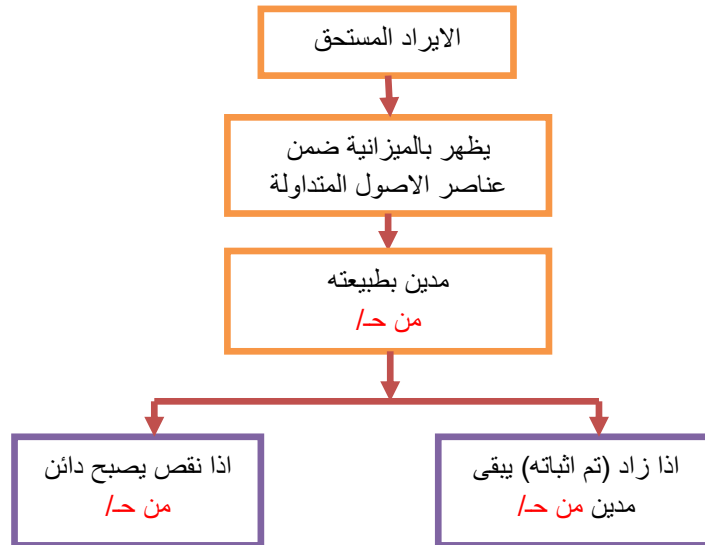 الايراد المستحق
يظهر بالميزانية ضمن
عناصر الاصول المتداولة
مدين بطبيعته
من حـ/
اذا زاد (تم اثباته) يبقى
مدين من حـ/
اذا نقص يصبح دائن
من حـ/